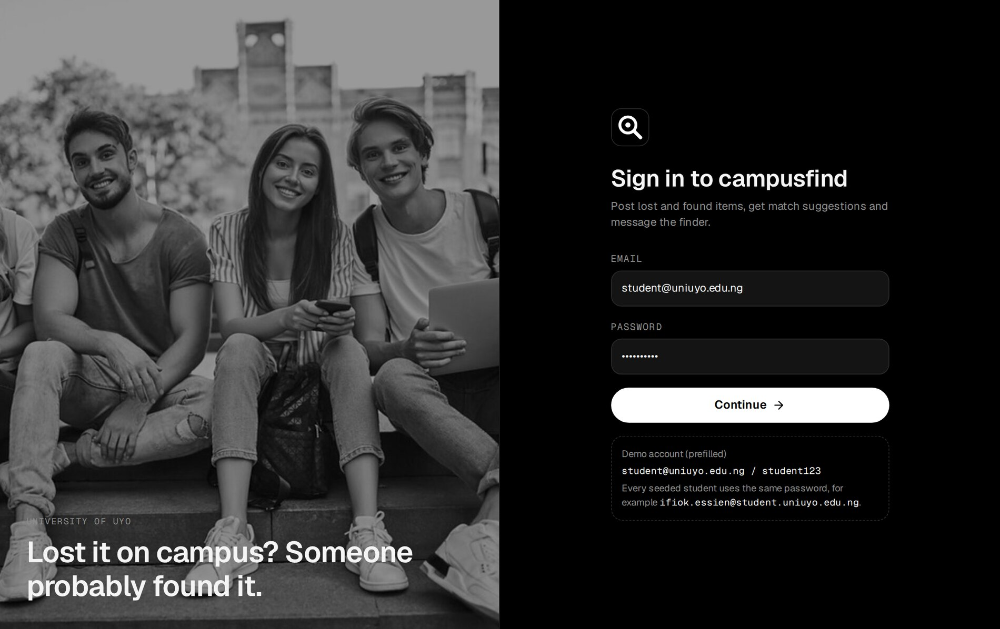 UNIVERSITY OF UYO
Lost it on campus? Someone
probably found it.
Sign in to campusfind
Post lost and found items, get match suggestions and
message the finder.
EMAIL
student@uniuyo.edu.ng
PASSWORD
••••••••••
Continue →
Demo account (prefilled)
student@uniuyo.edu.ng / student123
Every seeded student uses the same password, for
example ifiok.essien@student.uniuyo.edu.ng.